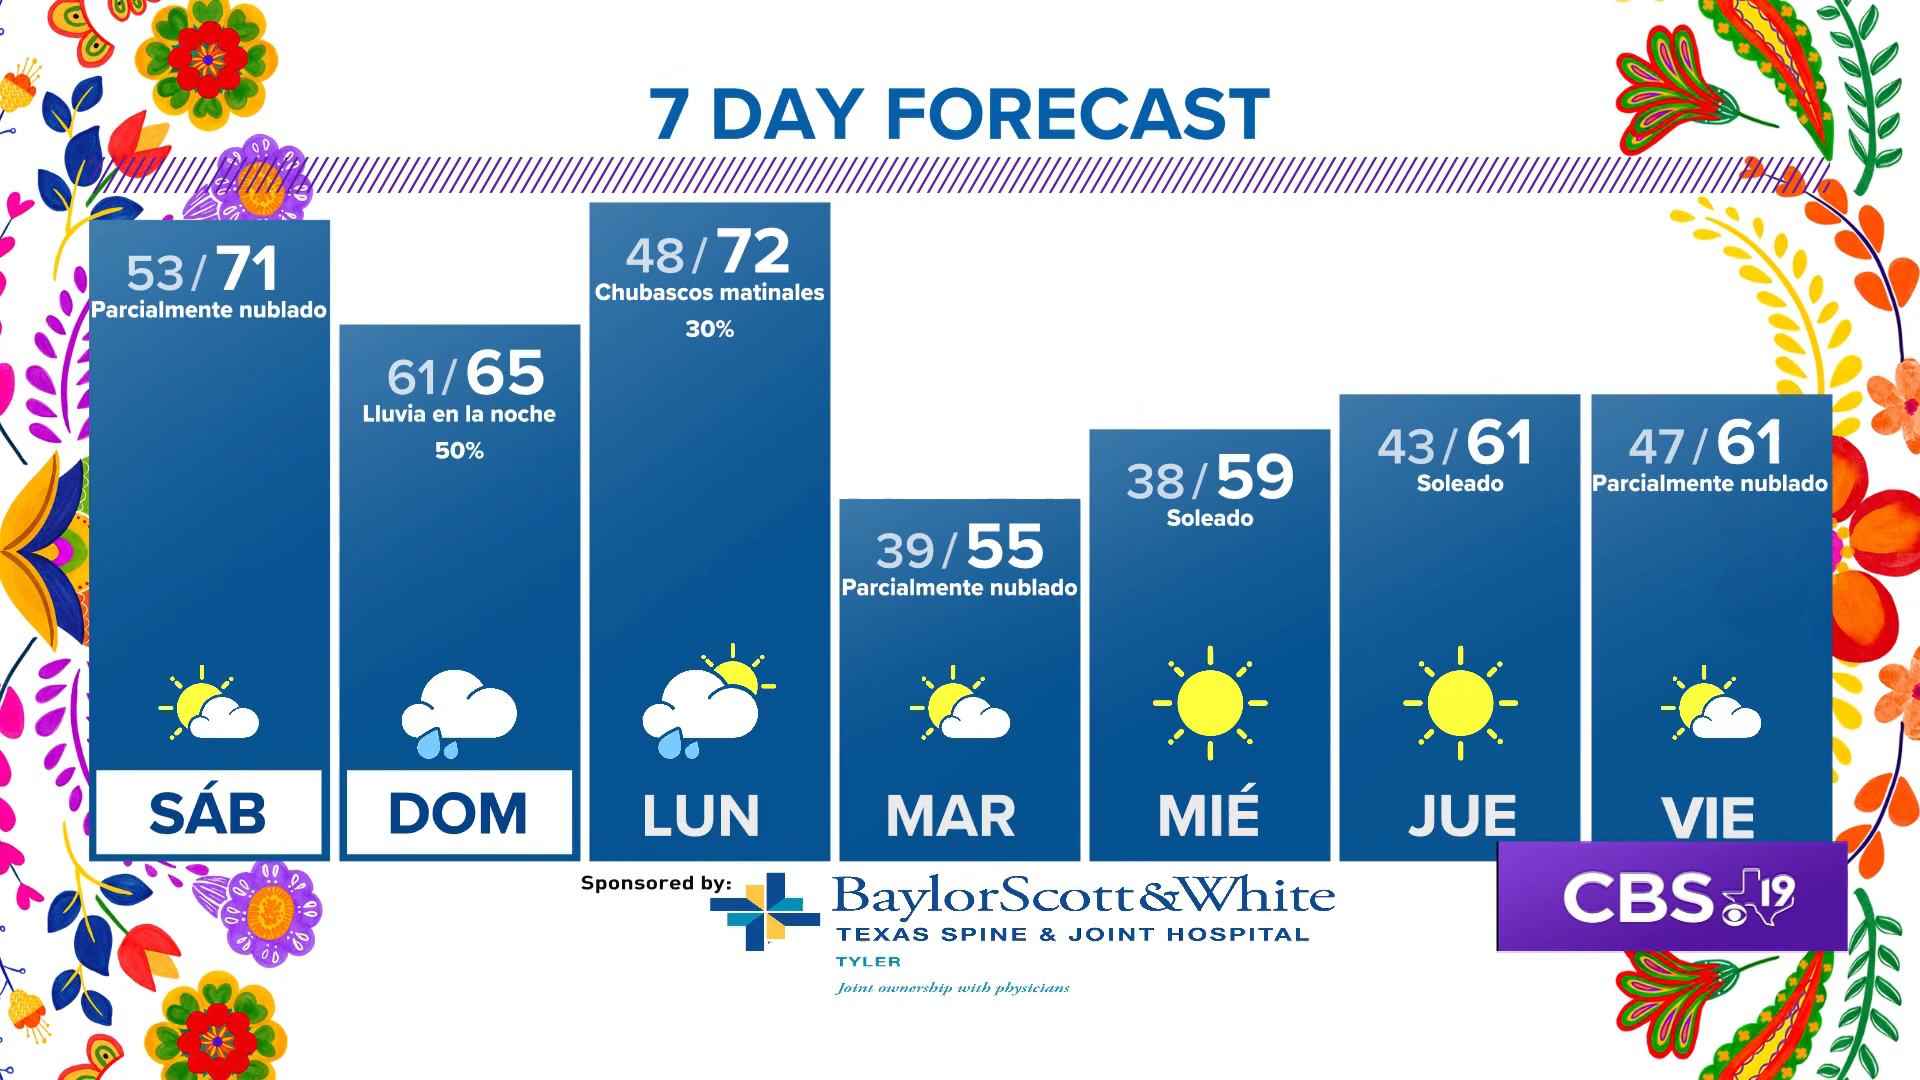 7 DAY FORECAST
53/71
Parcialmente nublado
SÁB
61/65
Lluvia en la noche
50%
DOM
48/72
Chubascos matinales
30%
LUN
39/55
Parcialmente nublado
MAR
38/59
Soleado
MIÉ
43/61
Soleado
JUE
47/61
Parcialmente nublado
VIE
Sponsored by:
BaylorScott&White
TEXAS SPINE & JOINT HOSPITAL
TYLER
Joint ownership with physicians
CBS 19